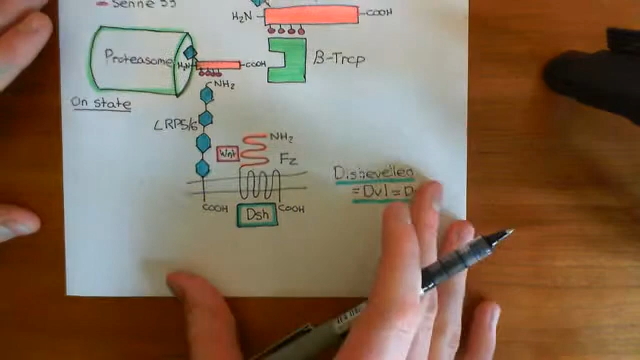 Serine 33
H₂N
COOH
Proteasome
H₂N
COOH
β-Trcp
NH₂
On state
LRP5/6
NH₂
Wnt
Fz
Dishevelled
= Dvl = D
COOH
Dsh
COOH